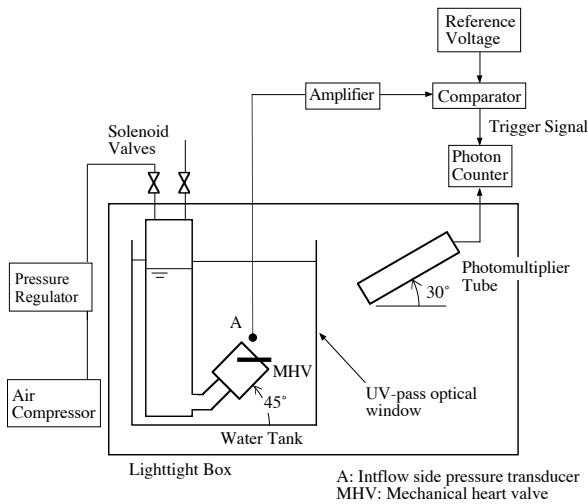 Reference
Voltage
Amplifier
Comparator
Trigger Signal
Solenoid
Valves
Photon
Counter
Pressure
Regulator
Photomultiplier
Tube
30°
A
MHV
Air
Compressor
45°
UV-pass optical
window
Water Tank
Lighttight Box
A: Intflow side pressure transducer
MHV: Mechanical heart valve